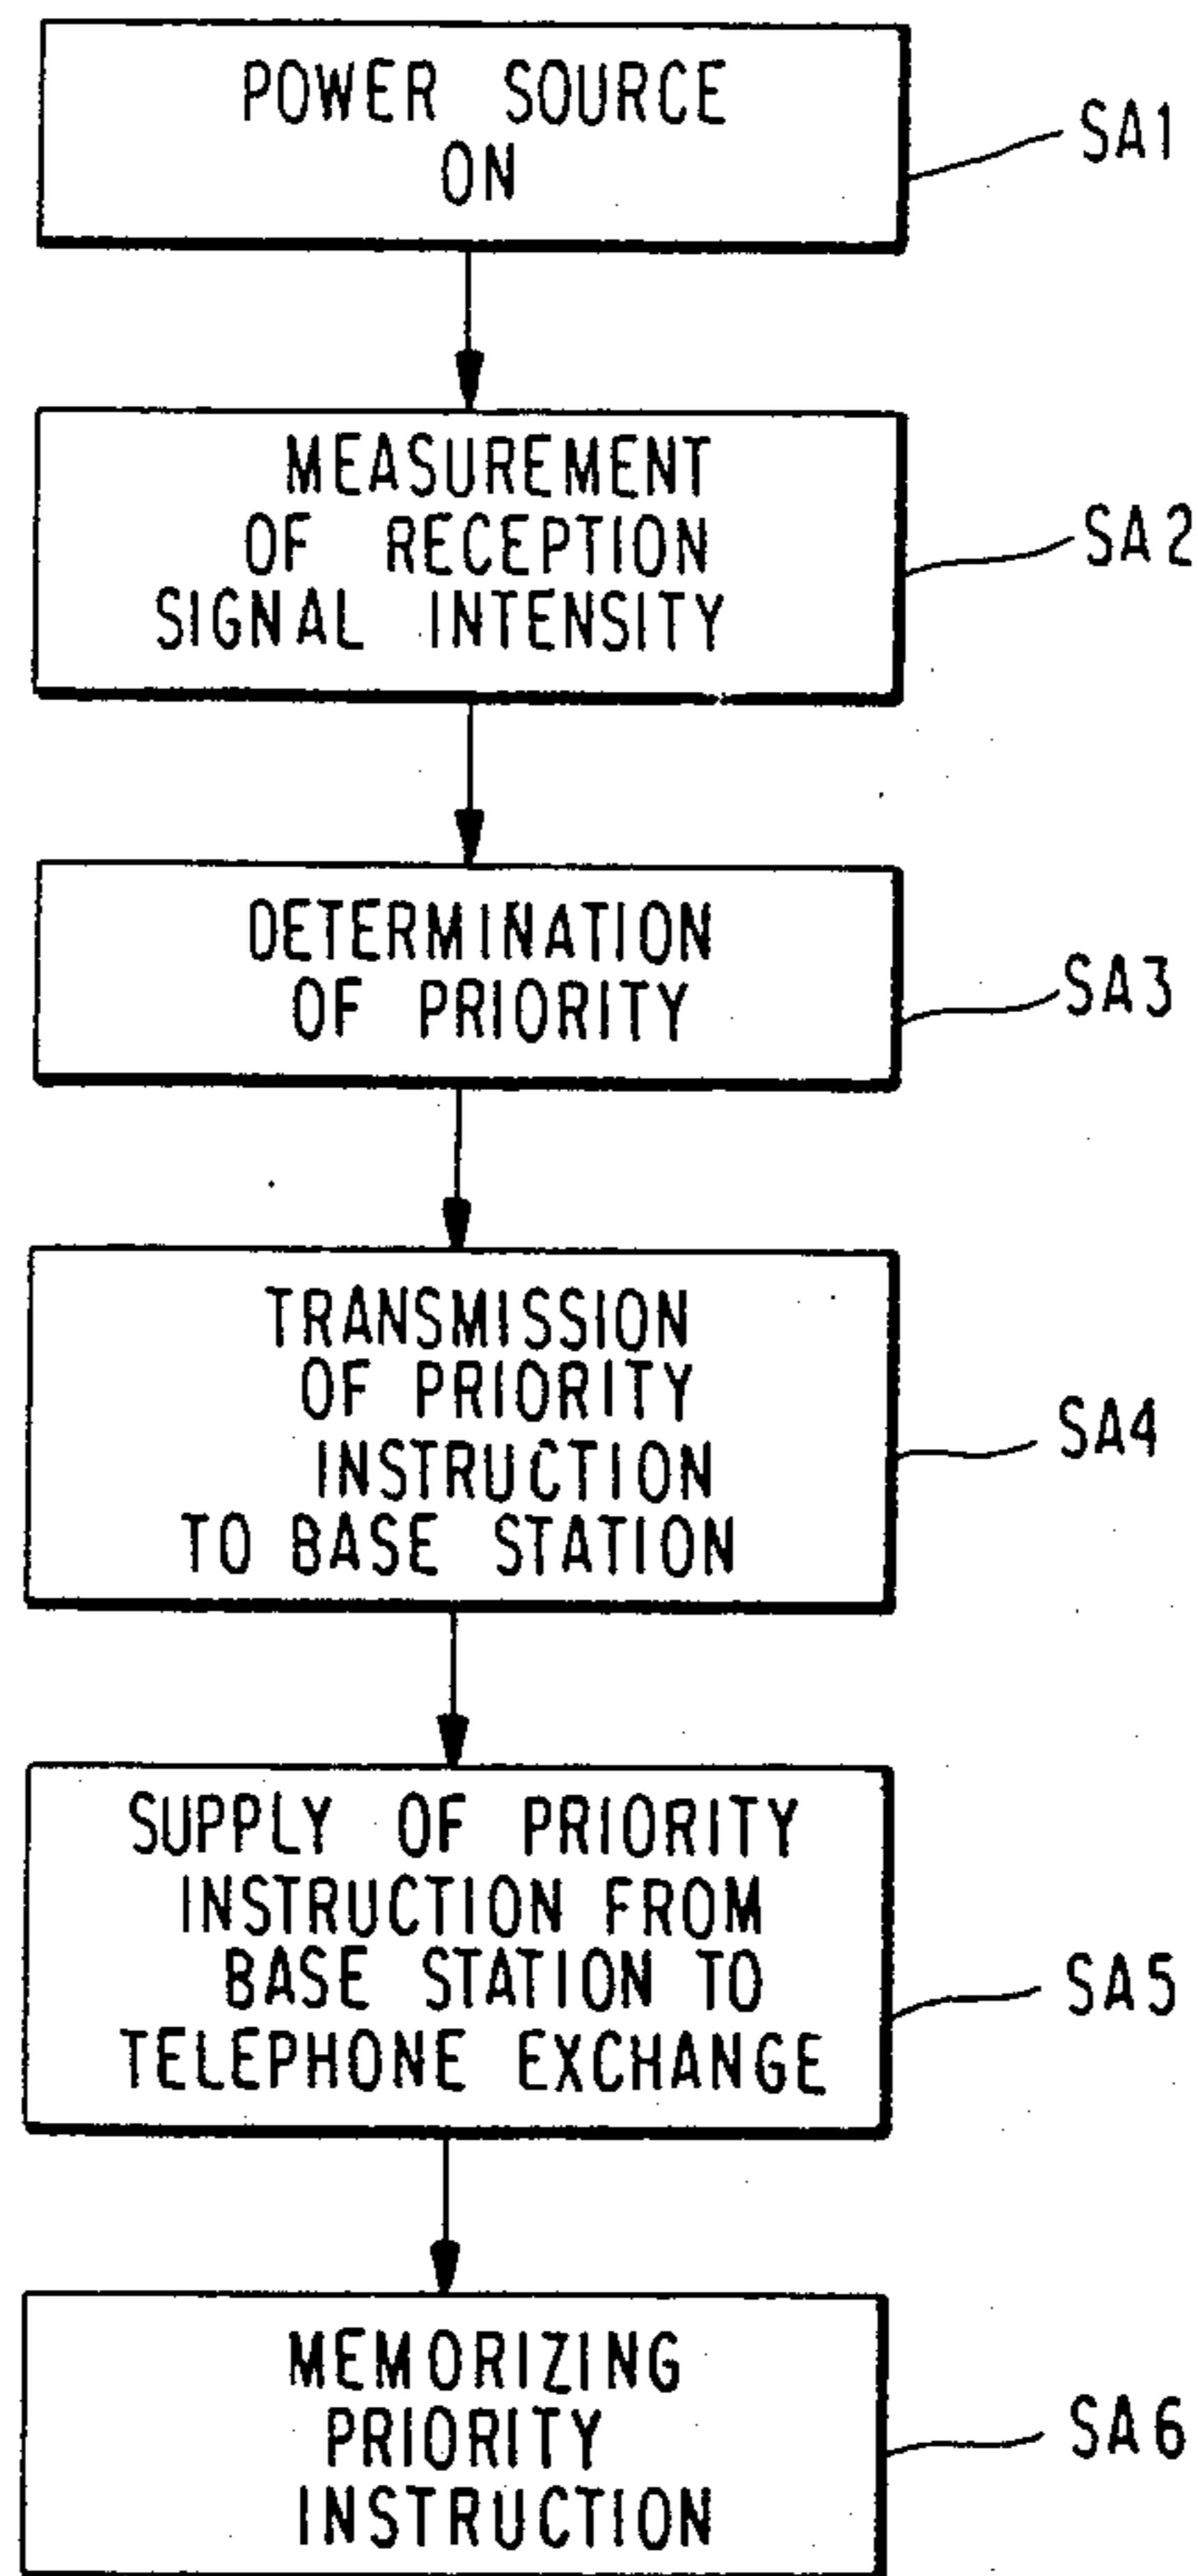 POWER SOURCE
ON
SA1
MEASUREMENT
OF RECEPTION
SIGNAL INTENSITY
SA2
DETERMINATION
OF PRIORITY
SA3
TRANSMISSION
OF PRIORITY
INSTRUCTION
TO BASE STATION
SA4
SUPPLY OF PRIORITY
INSTRUCTION FROM
BASE STATION TO
TELEPHONE EXCHANGE
SA5
MEMORIZING
PRIORITY
INSTRUCTION
SA6